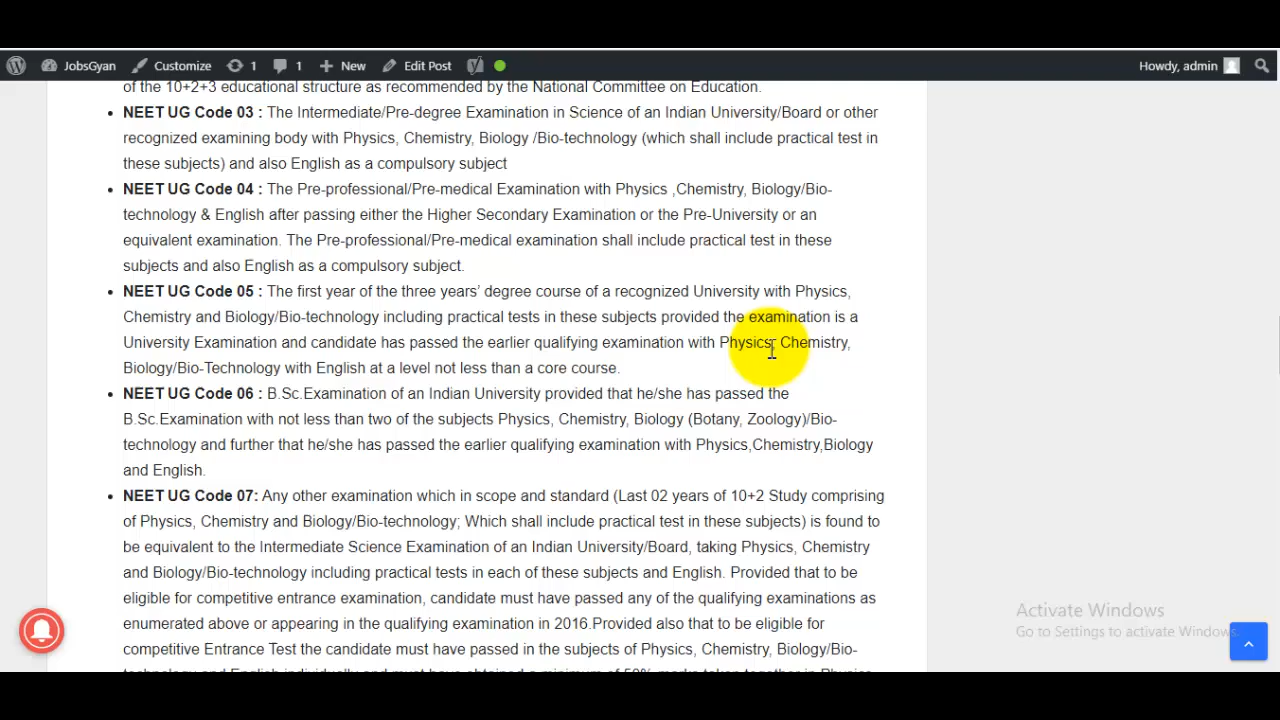 JobsGyan Customize 1 1 New Edit Post Howdy, admin
of the 10+2+3 educational structure as recommended by the National Committee on Education.
• NEET UG Code 03 : The Intermediate/Pre-degree Examination in Science of an Indian University/Board or other
recognized examining body with Physics, Chemistry, Biology /Bio-technology (which shall include practical test in
these subjects) and also English as a compulsory subject
• NEET UG Code 04 : The Pre-professional/Pre-medical Examination with Physics ,Chemistry, Biology/Bio-
technology & English after passing either the Higher Secondary Examination or the Pre-University or an
equivalent examination. The Pre-professional/Pre-medical examination shall include practical test in these
subjects and also English as a compulsory subject.
• NEET UG Code 05 : The first year of the three years’ degree course of a recognized University with Physics,
Chemistry and Biology/Bio-technology including practical tests in these subjects provided the examination is a
University Examination and candidate has passed the earlier qualifying examination with Physics, Chemistry,
Biology/Bio-Technology with English at a level not less than a core course.
• NEET UG Code 06 : B.Sc.Examination of an Indian University provided that he/she has passed the
B.Sc.Examination with not less than two of the subjects Physics, Chemistry, Biology (Botany, Zoology)/Bio-
technology and further that he/she has passed the earlier qualifying examination with Physics,Chemistry,Biology
and English.
• NEET UG Code 07: Any other examination which in scope and standard (Last 02 years of 10+2 Study comprising
of Physics, Chemistry and Biology/Bio-technology; Which shall include practical test in these subjects) is found to
be equivalent to the Intermediate Science Examination of an Indian University/Board, taking Physics, Chemistry
and Biology/Bio-technology including practical tests in each of these subjects and English. Provided that to be
eligible for competitive entrance examination, candidate must have passed any of the qualifying examinations as
enumerated above or appearing in the qualifying examination in 2016.Provided also that to be eligible for
competitive Entrance Test the candidate must have passed in the subjects of Physics, Chemistry, Biology/Bio-
technology and English individually and must have obtained a minimum of 50% marks taken together in Physics
Activate Windows
Go to Settings to activate Windows.